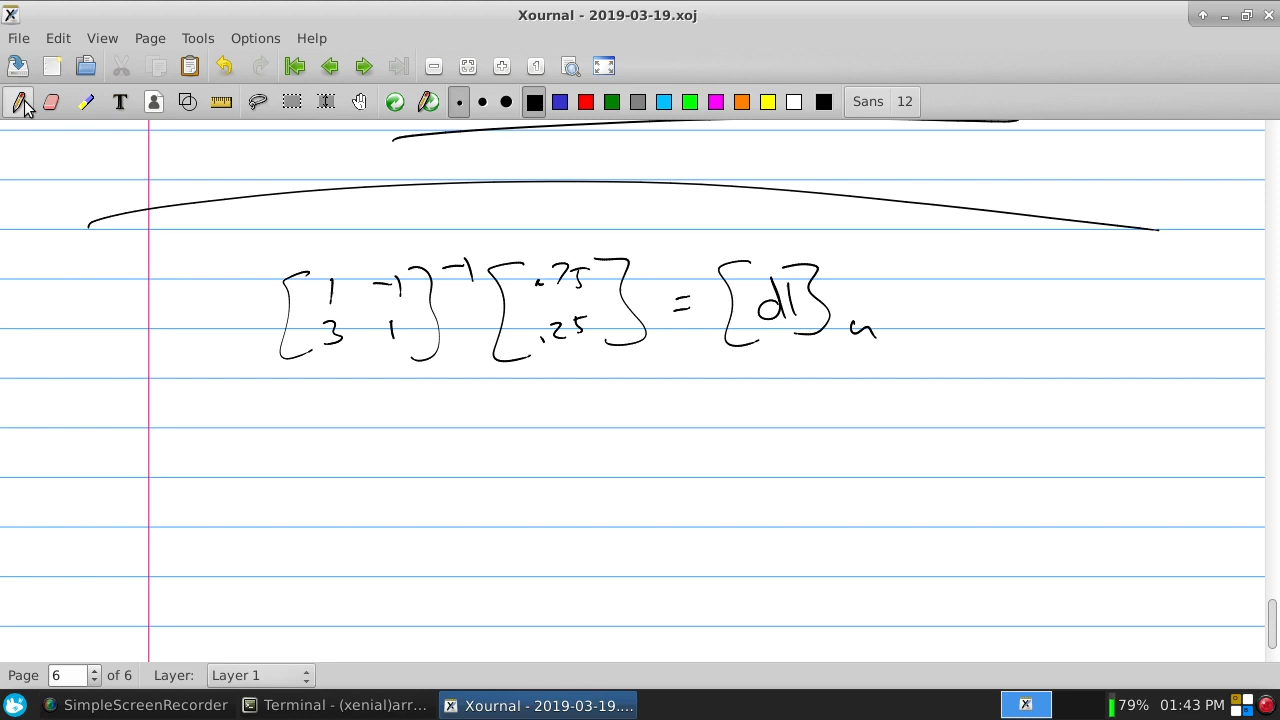 Xournal - 2019-03-19.xoj
File Edit View Page Tools Options Help
T Sans 12
1 -1 -1 .75 = dl
3 1 .25
Page 6 of 6 Layer: Layer 1
SimpleScreenRecorder Terminal - (xenial)arr... Xournal - 2019-03-19.... 79% 01:43 PM